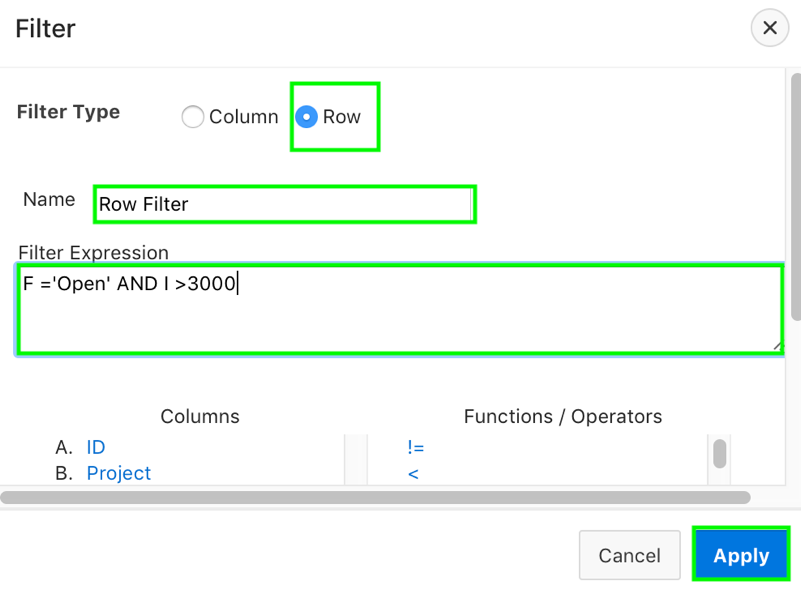 Filter
Filter Type Column Row
Name Row Filter
Filter Expression
F ='Open' AND I >3000
Columns Functions / Operators
A. ID !=
B. Project <
Cancel Apply